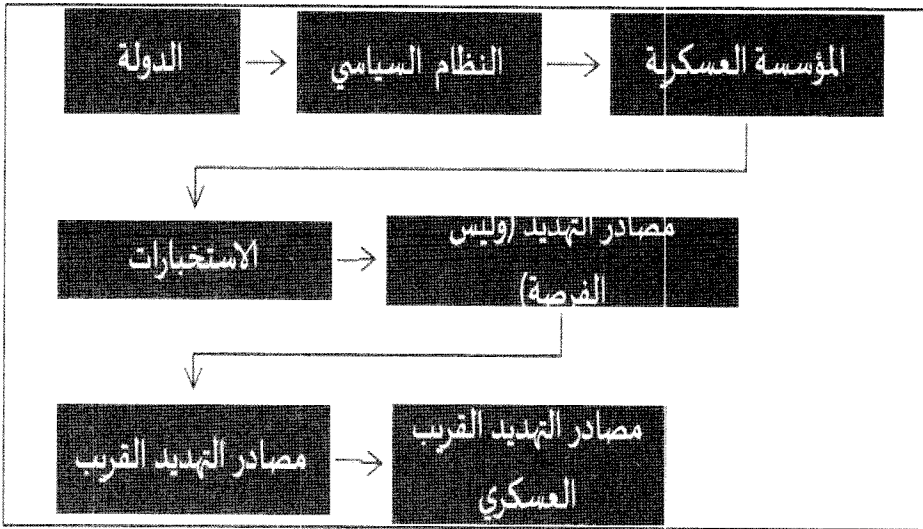 الدولة
النظام السياسي
المؤسسة العسكرية
الاستخبارات
مصادر التهديد (وليس
الفرصة)
مصادر التهديد القريب
مصادر التهديد القريب
العسكري